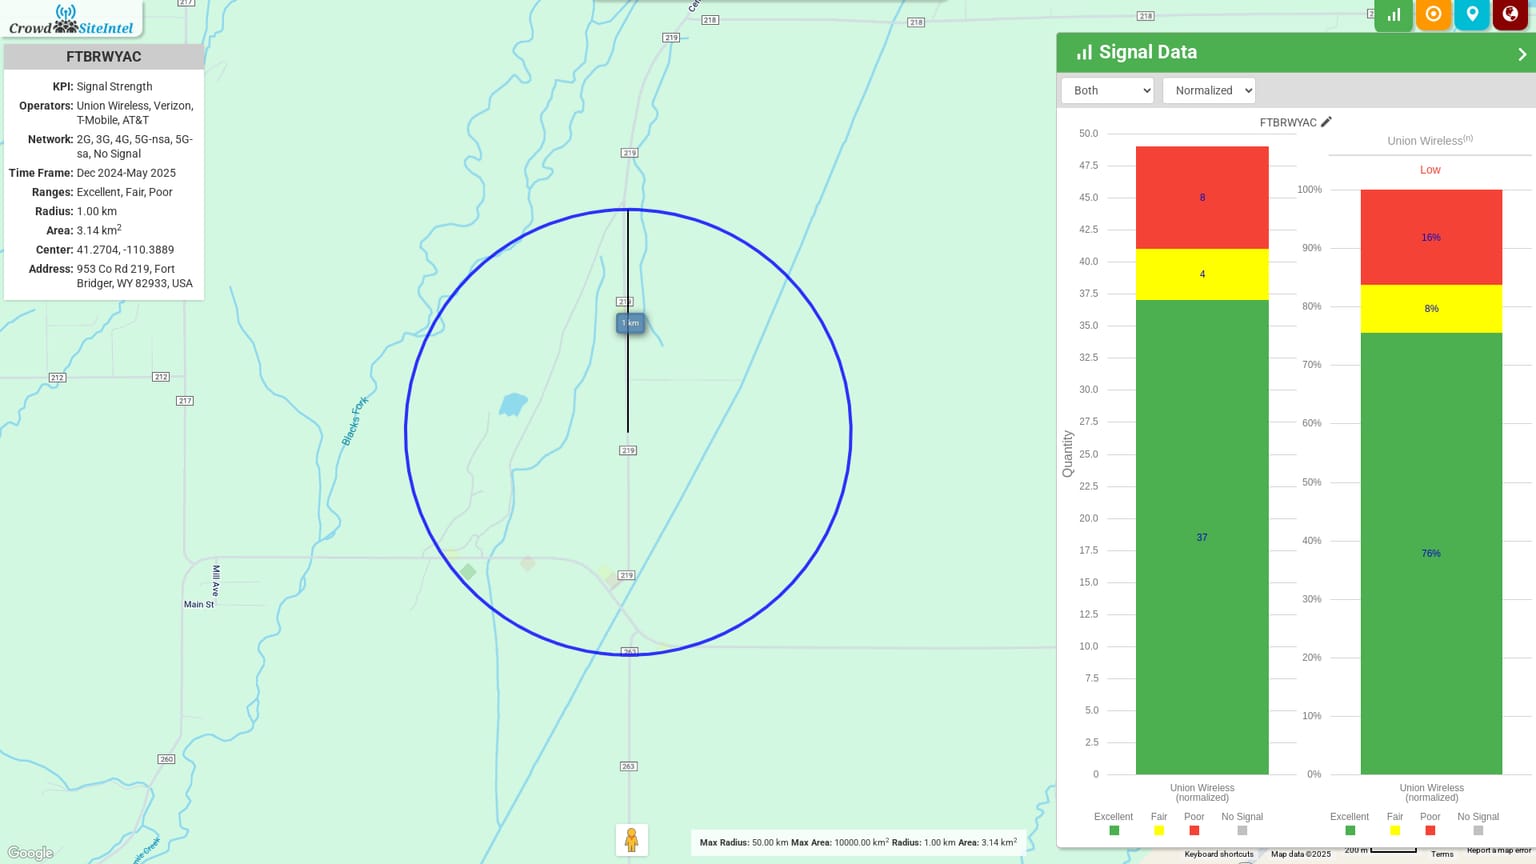 Crowd SiteIntel
FTBRWYAC
KPI: Signal Strength
Operators: Union Wireless, Verizon,
T-Mobile, AT&T
Network: 2G, 3G, 4G, 5G-nsa, 5G-
sa, No Signal
Time Frame: Dec 2024-May 2025
Ranges: Excellent, Fair, Poor
Radius: 1.00 km
Area: 3.14 km²
Center: 41.2704, -110.3889
Address: 953 Co Rd 219, Fort
Bridger, WY 82933, USA
217
218
218
218
219
219
219
1 km
212
212
217
Blacks Fork
219
219
Mill Ave
Main St
263
260
263
Google
Max Radius: 50.00 km Max Area: 10000.00 km² Radius: 1.00 km Area: 3.14 km²
Signal Data
Both
Normalized
FTBRWYAC
Quantity
50.0
47.5
45.0
42.5
40.0
37.5
35.0
32.5
30.0
27.5
25.0
22.5
20.0
17.5
15.0
12.5
10.0
7.5
5.0
2.5
0
8
4
37
Union Wireless
(normalized)
Excellent Fair Poor No Signal
Union Wireless(n)
Low
100%
90%
80%
70%
60%
50%
40%
30%
20%
10%
0%
16%
8%
76%
Union Wireless
(normalized)
Excellent Fair Poor No Signal
200 m
Keyboard shortcuts Map data ©2025 Terms Report a map error